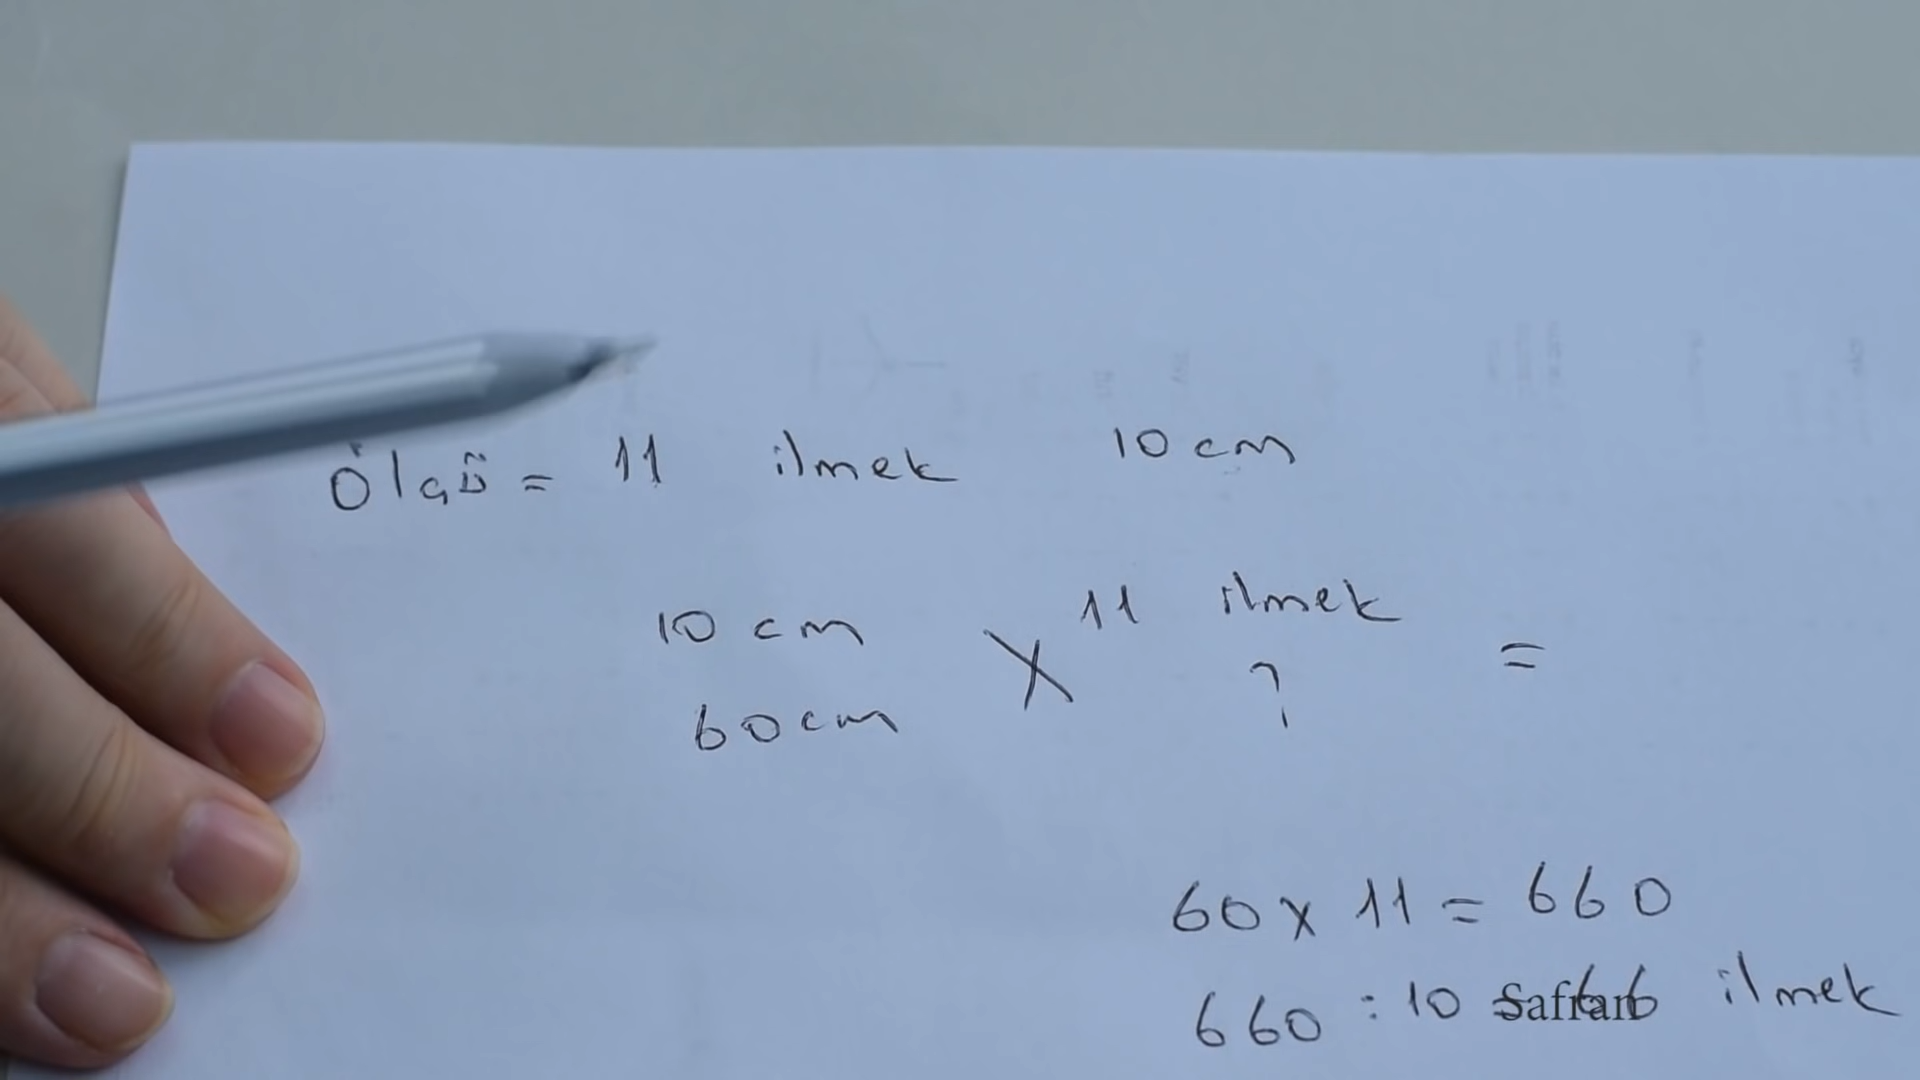 Ölçü = 11 ilmek 10 cm
10 cm X 11 ilmek =
60 cm ?
60 x 11 = 660
660 : 10 = 66 ilmek
Safran